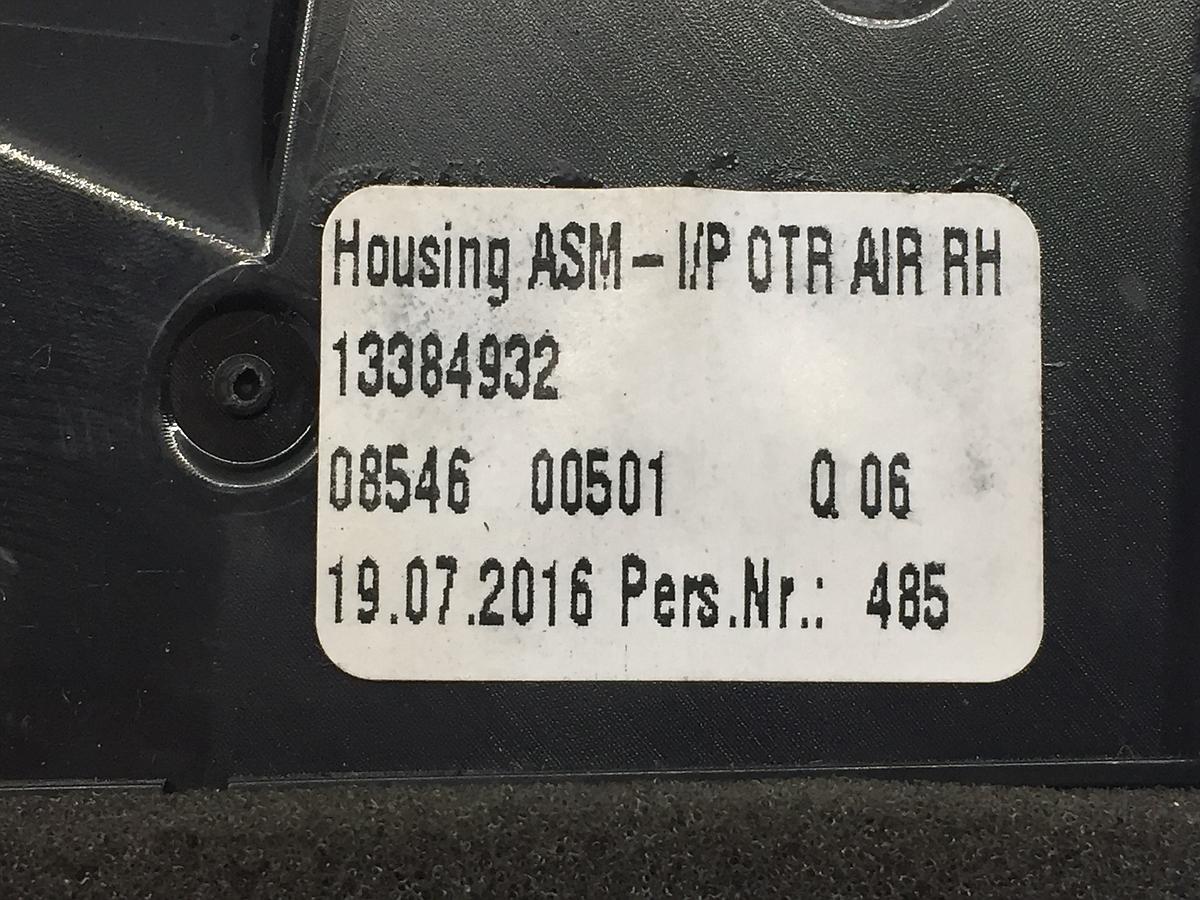 Housing ASM - I/P OTR AIR RH
13384932
08546 00501 Q 06
19.07.2016 Pers.Nr.: 485